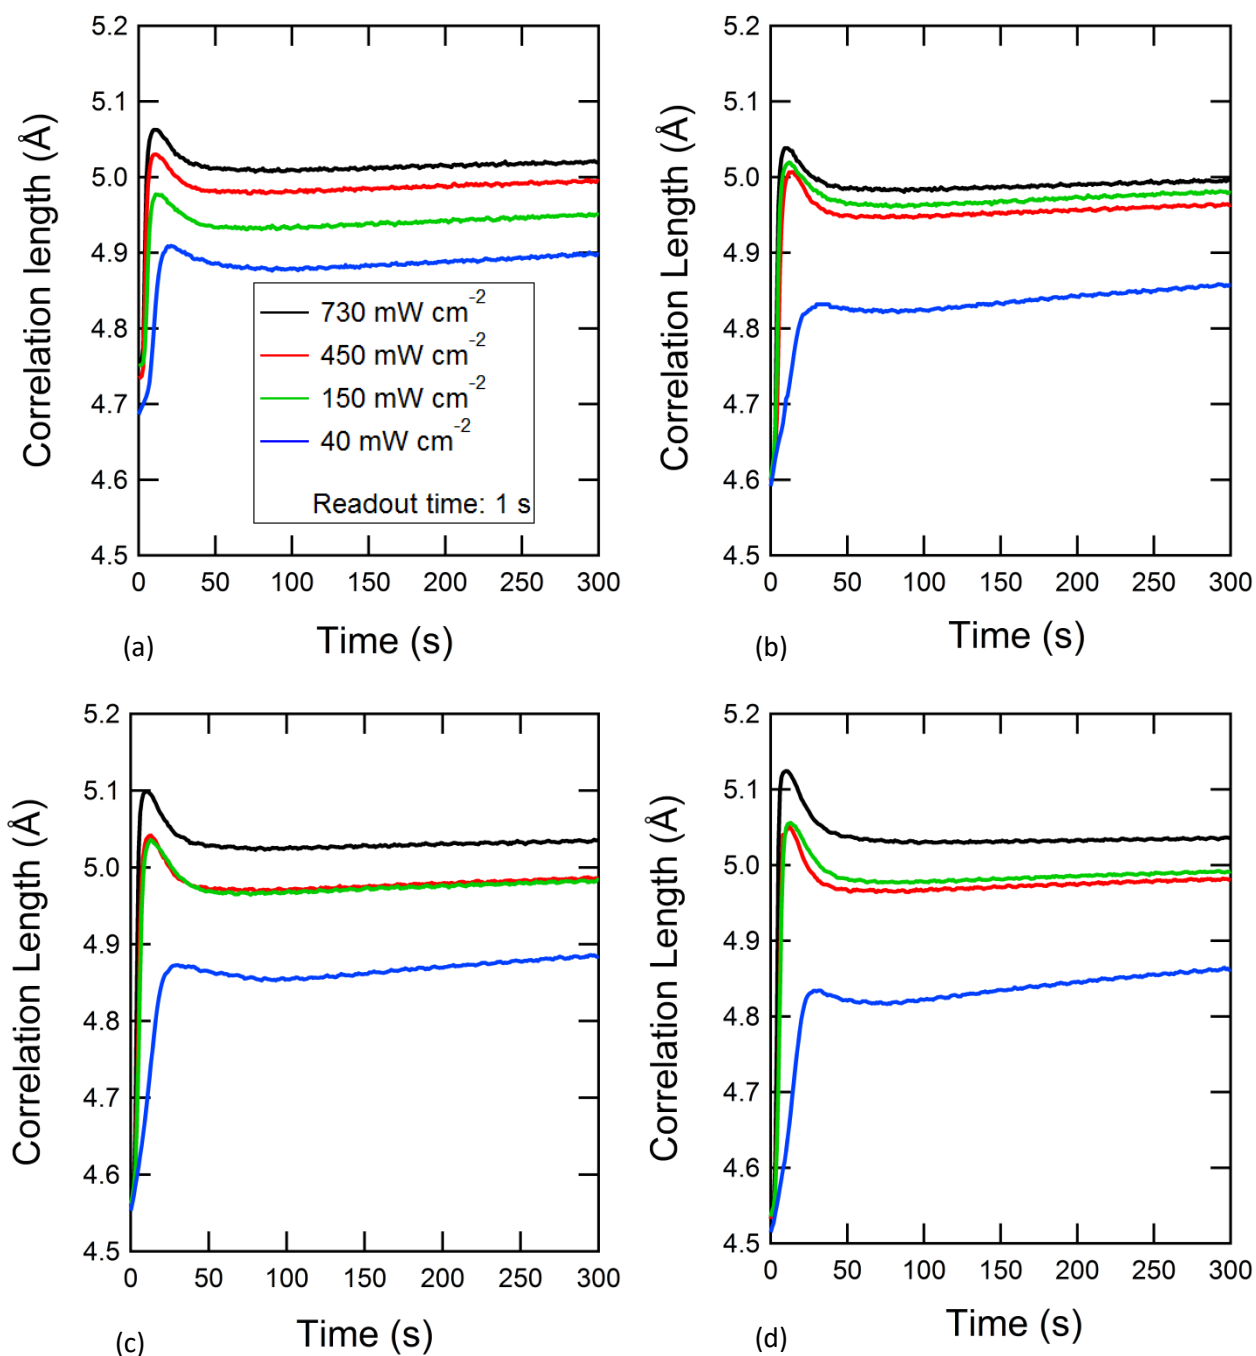 5.2
5.1
5.0
4.9
4.8
4.7
4.6
4.5
Correlation length (Å)
730 mW cm⁻²
450 mW cm⁻²
150 mW cm⁻²
40 mW cm⁻²
Readout time: 1 s
0 50 100 150 200 250 300
Time (s)
(a)
5.2
5.1
5.0
4.9
4.8
4.7
4.6
4.5
Correlation Length (Å)
0 50 100 150 200 250 300
Time (s)
(b)
5.2
5.1
5.0
4.9
4.8
4.7
4.6
4.5
Correlation Length (Å)
0 50 100 150 200 250 300
Time (s)
(c)
5.2
5.1
5.0
4.9
4.8
4.7
4.6
4.5
Correlation Length (Å)
0 50 100 150 200 250 300
Time (s)
(d)